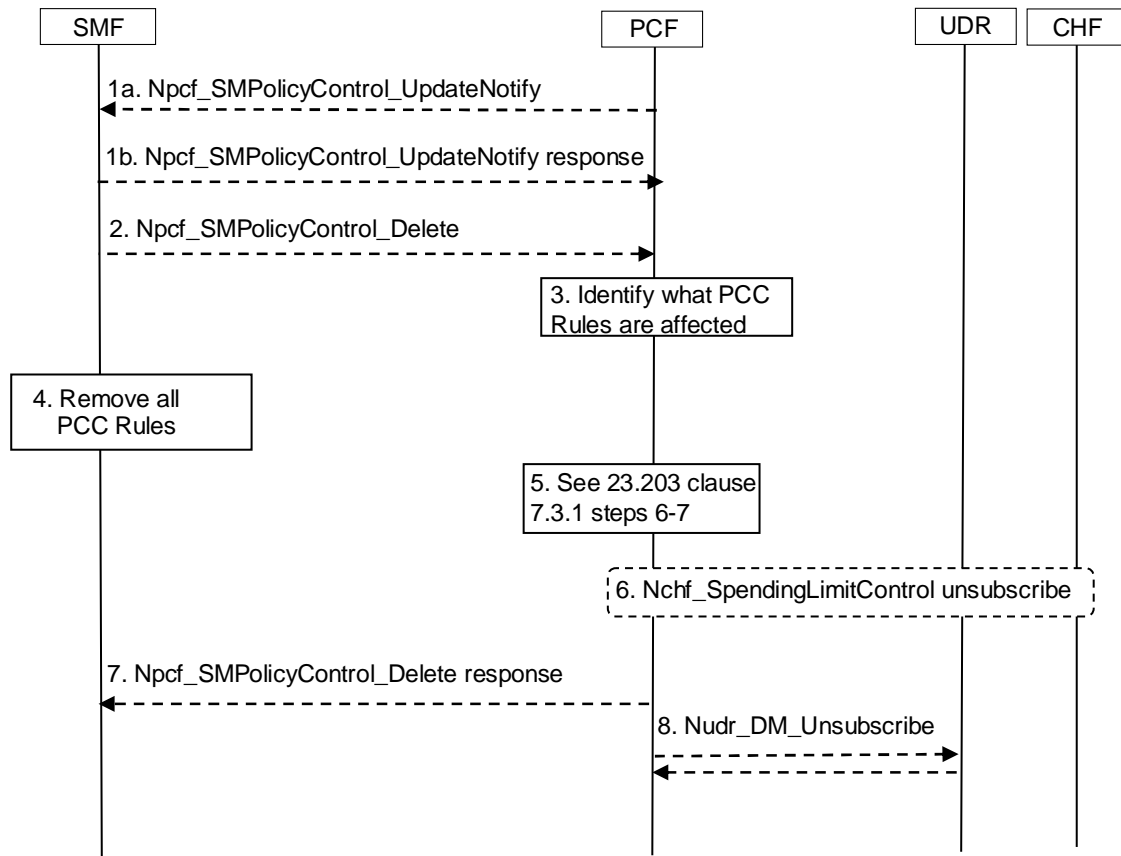 SMF
PCF
UDR
CHF
1a. Npcf_SMPolicyControl_UpdateNotify
1b. Npcf_SMPolicyControl_UpdateNotify response
2. Npcf_SMPolicyControl_Delete
3. Identify what PCC
Rules are affected
4. Remove all
PCC Rules
5. See 23.203 clause
7.3.1 steps 6-7
6. Nchf_SpendingLimitControl unsubscribe
7. Npcf_SMPolicyControl_Delete response
8. Nudr_DM_Unsubscribe